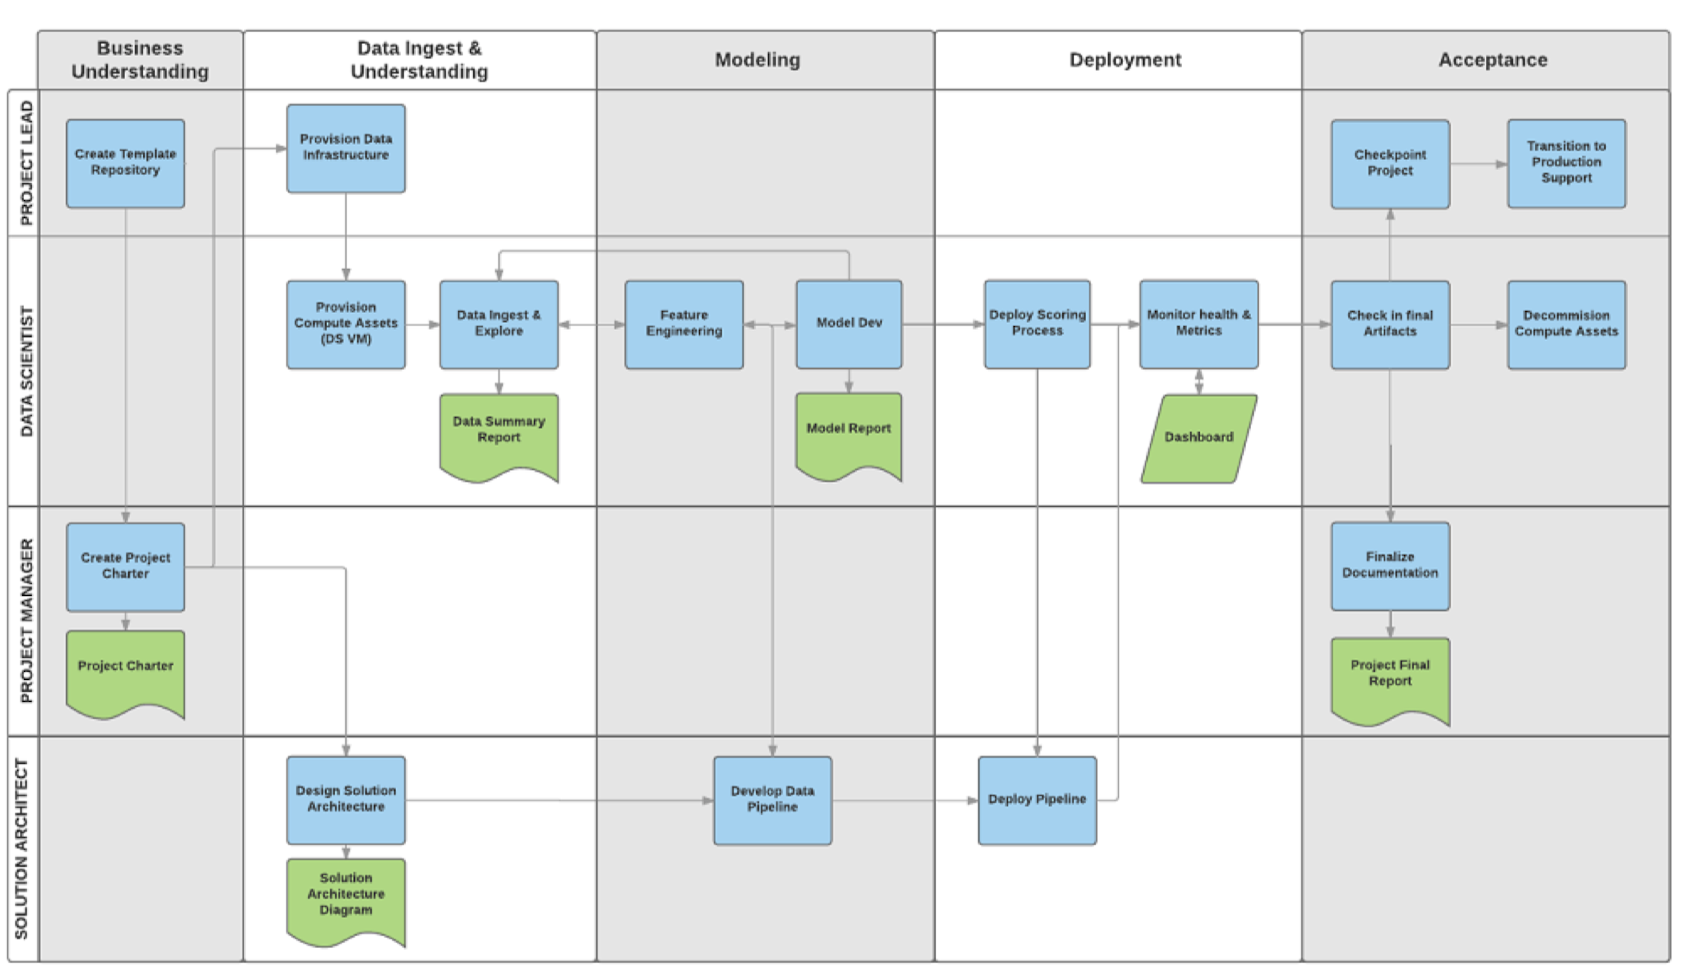 Business
Understanding
Data Ingest &
Understanding
Modeling
Deployment
Acceptance
PROJECT LEAD
Create Template
Repository
Provision Data
Infrastructure
Checkpoint
Project
Transition to
Production
Support
DATA SCIENTIST
Provision
Compute Assets
(DS VM)
Data Ingest &
Explore
Feature
Engineering
Model Dev
Deploy Scoring
Process
Monitor health &
Metrics
Check in final
Artifacts
Decommision
Compute Assets
Data Summary
Report
Model Report
Dashboard
PROJECT MANAGER
Create Project
Charter
Finalize
Documentation
Project Charter
Project Final
Report
SOLUTION ARCHITECT
Design Solution
Architecture
Develop Data
Pipeline
Deploy Pipeline
Solution
Architecture
Diagram